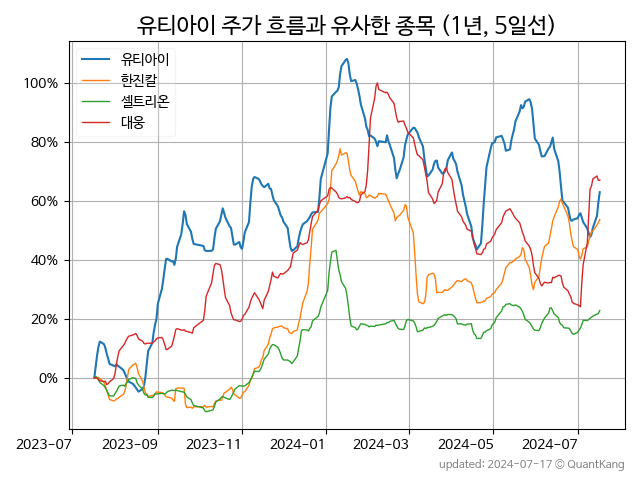 유티아이 주가 흐름과 유사한 종목 (1년, 5일선)
유티아이
한진칼
셀트리온
대웅
100%
80%
60%
40%
20%
0%
2023-07 2023-09 2023-11 2024-01 2024-03 2024-05 2024-07
updated: 2024-07-17 © QuantKang